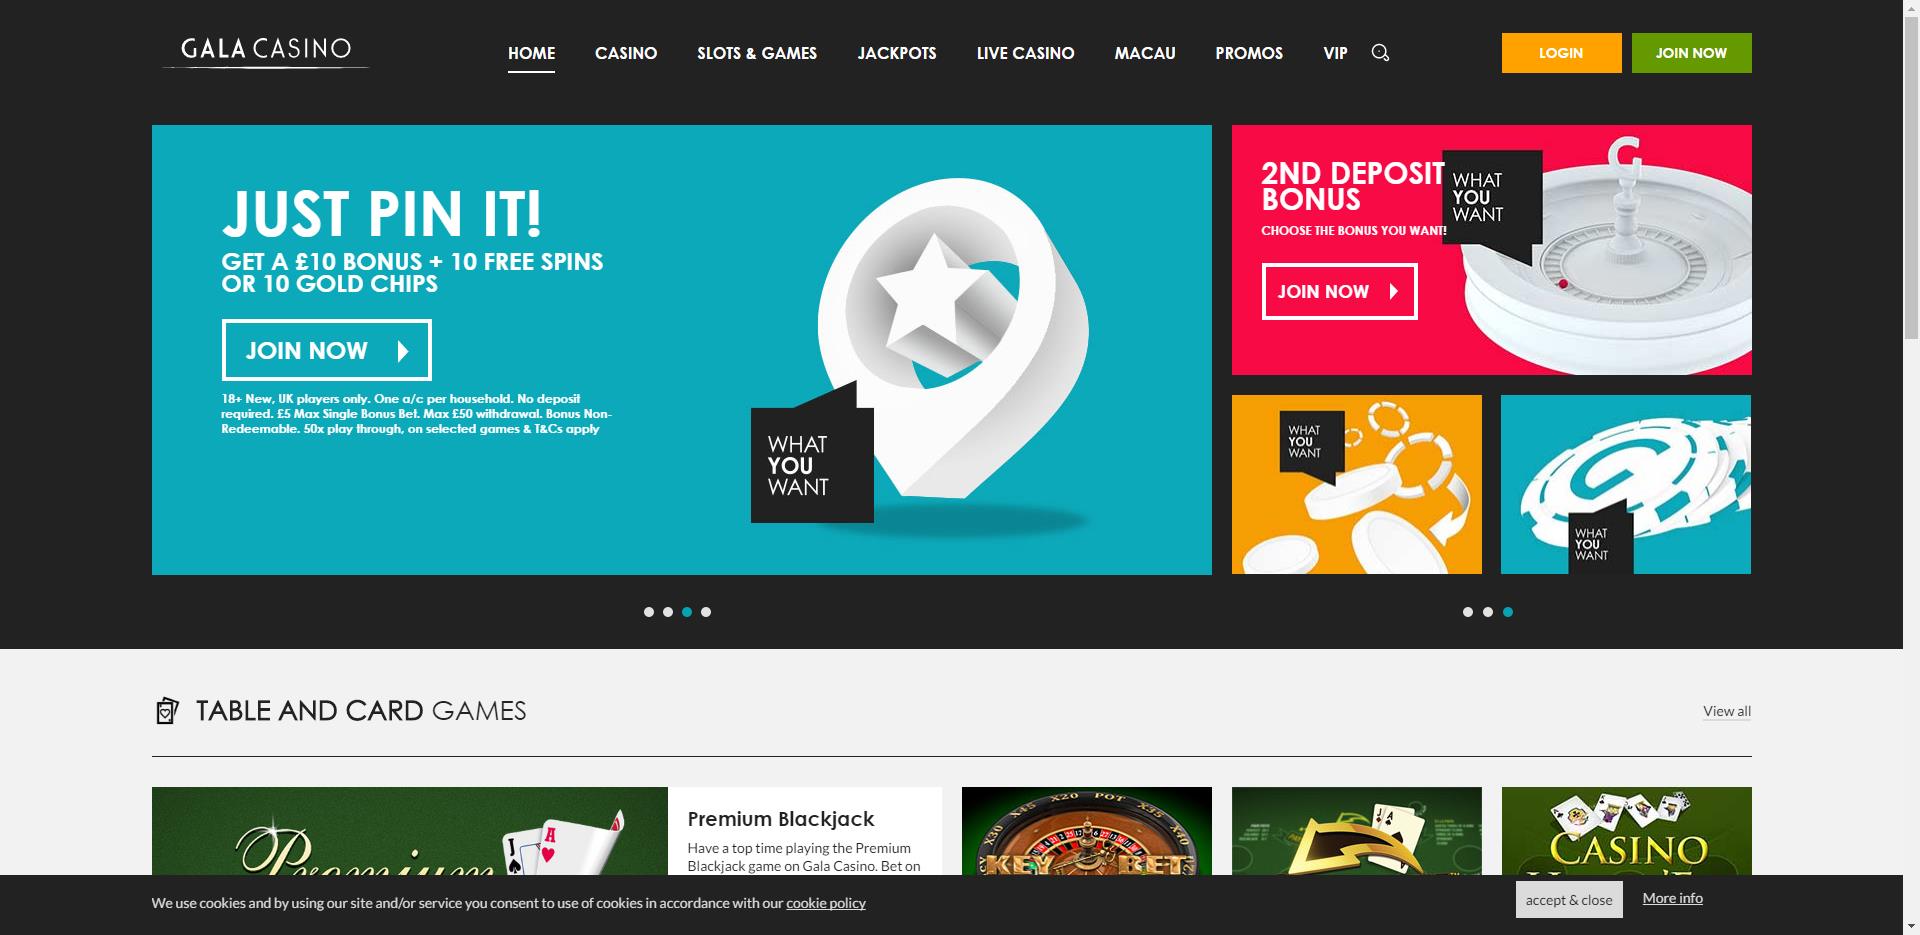 GALA CASINO
HOME
CASINO
SLOTS & GAMES
JACKPOTS
LIVE CASINO
MACAU
PROMOS
VIP
LOGIN
JOIN NOW
JUST PIN IT!
GET A £10 BONUS + 10 FREE SPINS
OR 10 GOLD CHIPS
JOIN NOW
18+ New, UK players only. One a/c per household. No deposit
required. £5 Max Single Bonus Bet. Max £50 withdrawal. Bonus Non-
Redeemable. 50x play through, on selected games & T&Cs apply
WHAT
YOU
WANT
2ND DEPOSIT
BONUS
CHOOSE THE BONUS YOU WANT!
JOIN NOW
WHAT
YOU
WANT
WHAT
YOU
WANT
WHAT
YOU
WANT
TABLE AND CARD GAMES
View all
Premium
Premium Blackjack
Have a top time playing the Premium
Blackjack game on Gala Casino. Bet on
X30 X45 X20 POT X35 X40
KEY BET
CASINO
We use cookies and by using our site and/or service you consent to use of cookies in accordance with our cookie policy
accept & close
More info